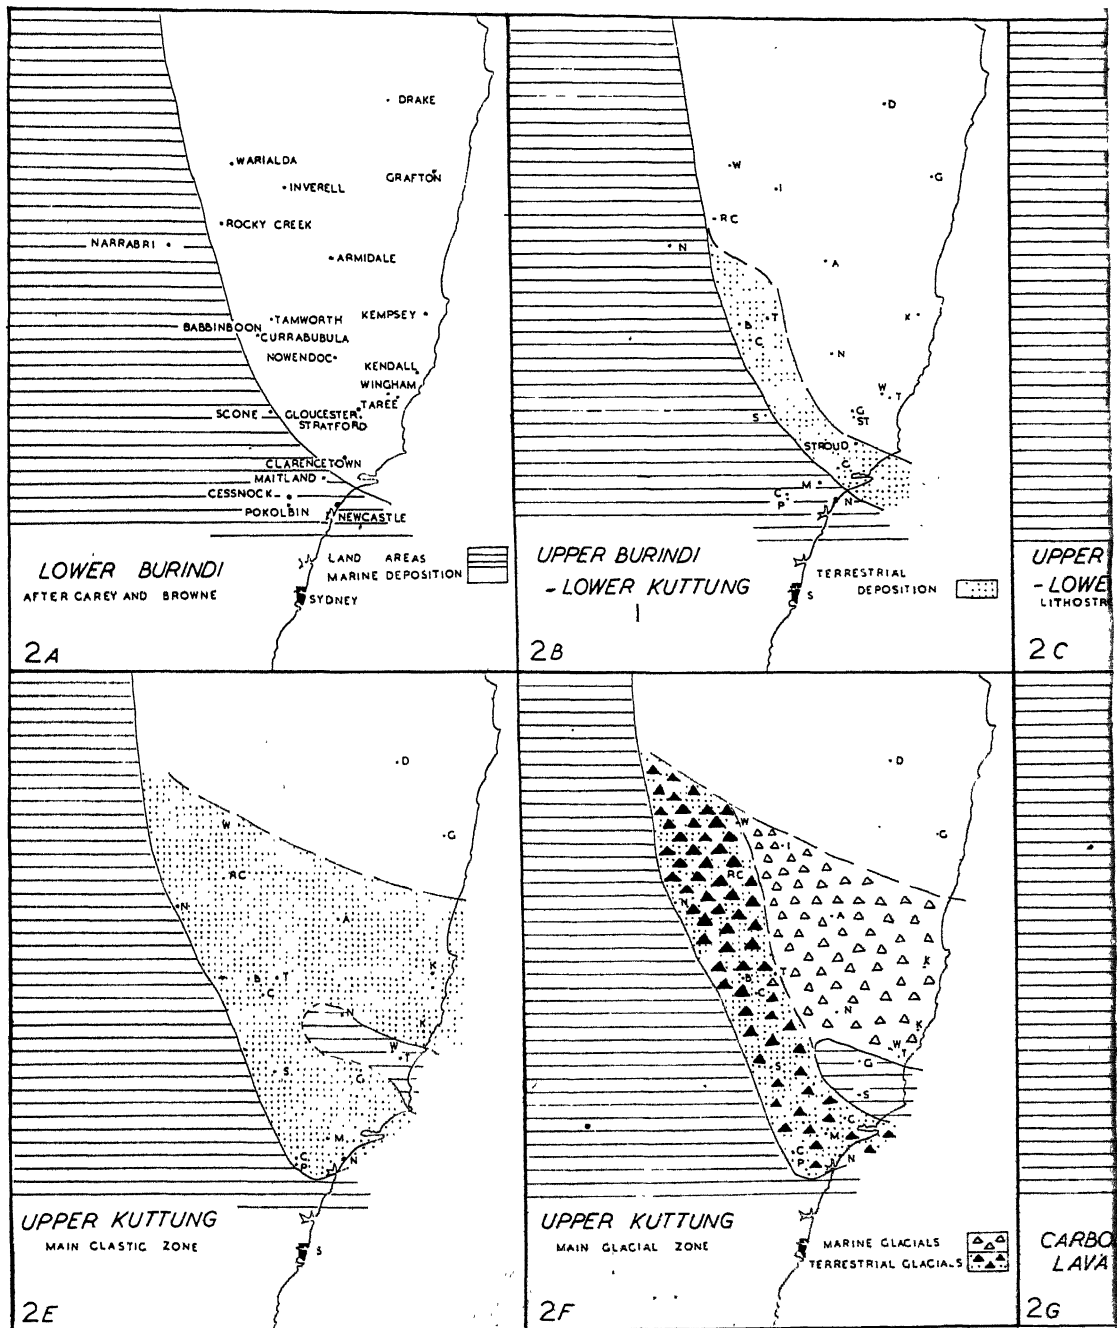 DRAKE
WARIALDA
INVERELL
GRAFTON
ROCKY CREEK
NARRABRI
ARMIDALE
TAMWORTH
KEMPSEY
BABBINBOON
CURRABUBULA
NOWENDOC
KENDALL
WINGHAM
TAREE
SCONE
GLOUCESTER
STRATFORD
CLARENCETOWN
MAITLAND
CESSNOCK
POKOLBIN
NEWCASTLE
LOWER BURINDI
AFTER CAREY AND BROWNE
LAND AREAS
MARINE DEPOSITION
SYDNEY
2A
D
W
I
G
RC
N
A
B
T
K
C
N
W
T
S
G
ST
STROUD
C
M
C
P
N
UPPER BURINDI
- LOWER KUTTUNG
I
TERRESTRIAL
DEPOSITION
S
2B
UPPER
- LOWE
LITHOSTR
2C
D
W
G
RC
N
A
B
T
C
K
N
K
W
T
S
G
M
C
P
N
UPPER KUTTUNG
MAIN CLASTIC ZONE
S
2E
D
W
G
I
RC
N
A
K
B
T
C
N
K
W
T
S
G
S
C
M
C
P
N
UPPER KUTTUNG
MAIN GLACIAL ZONE
MARINE GLACIALS
TERRESTRIAL GLACIALS
S
2F
CARBO
LAVA
2G